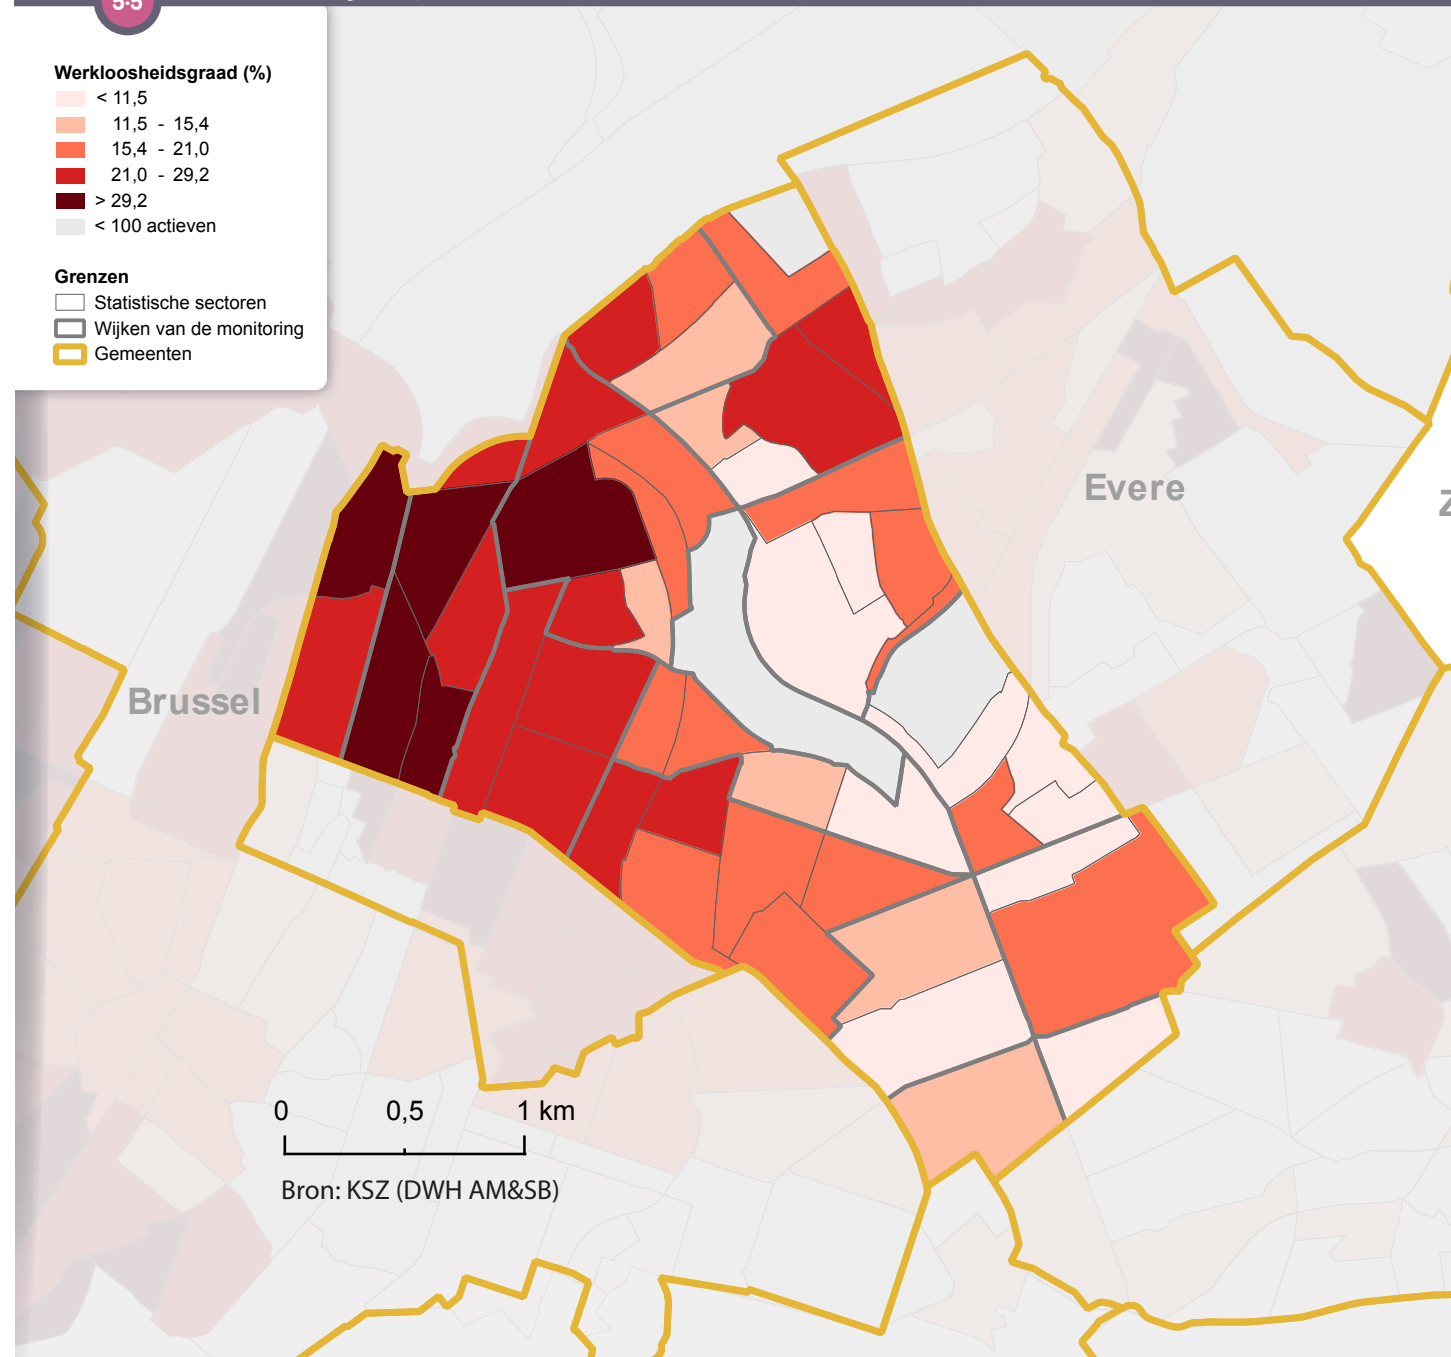 5.5
Werkloosheidsgraad (%)
< 11,5
11,5 - 15,4
15,4 - 21,0
21,0 - 29,2
> 29,2
< 100 actieven
Grenzen
Statistische sectoren
Wijken van de monitoring
Gemeenten
Evere
Z
Brussel
0 0,5 1 km
Bron: KSZ (DWH AM&SB)